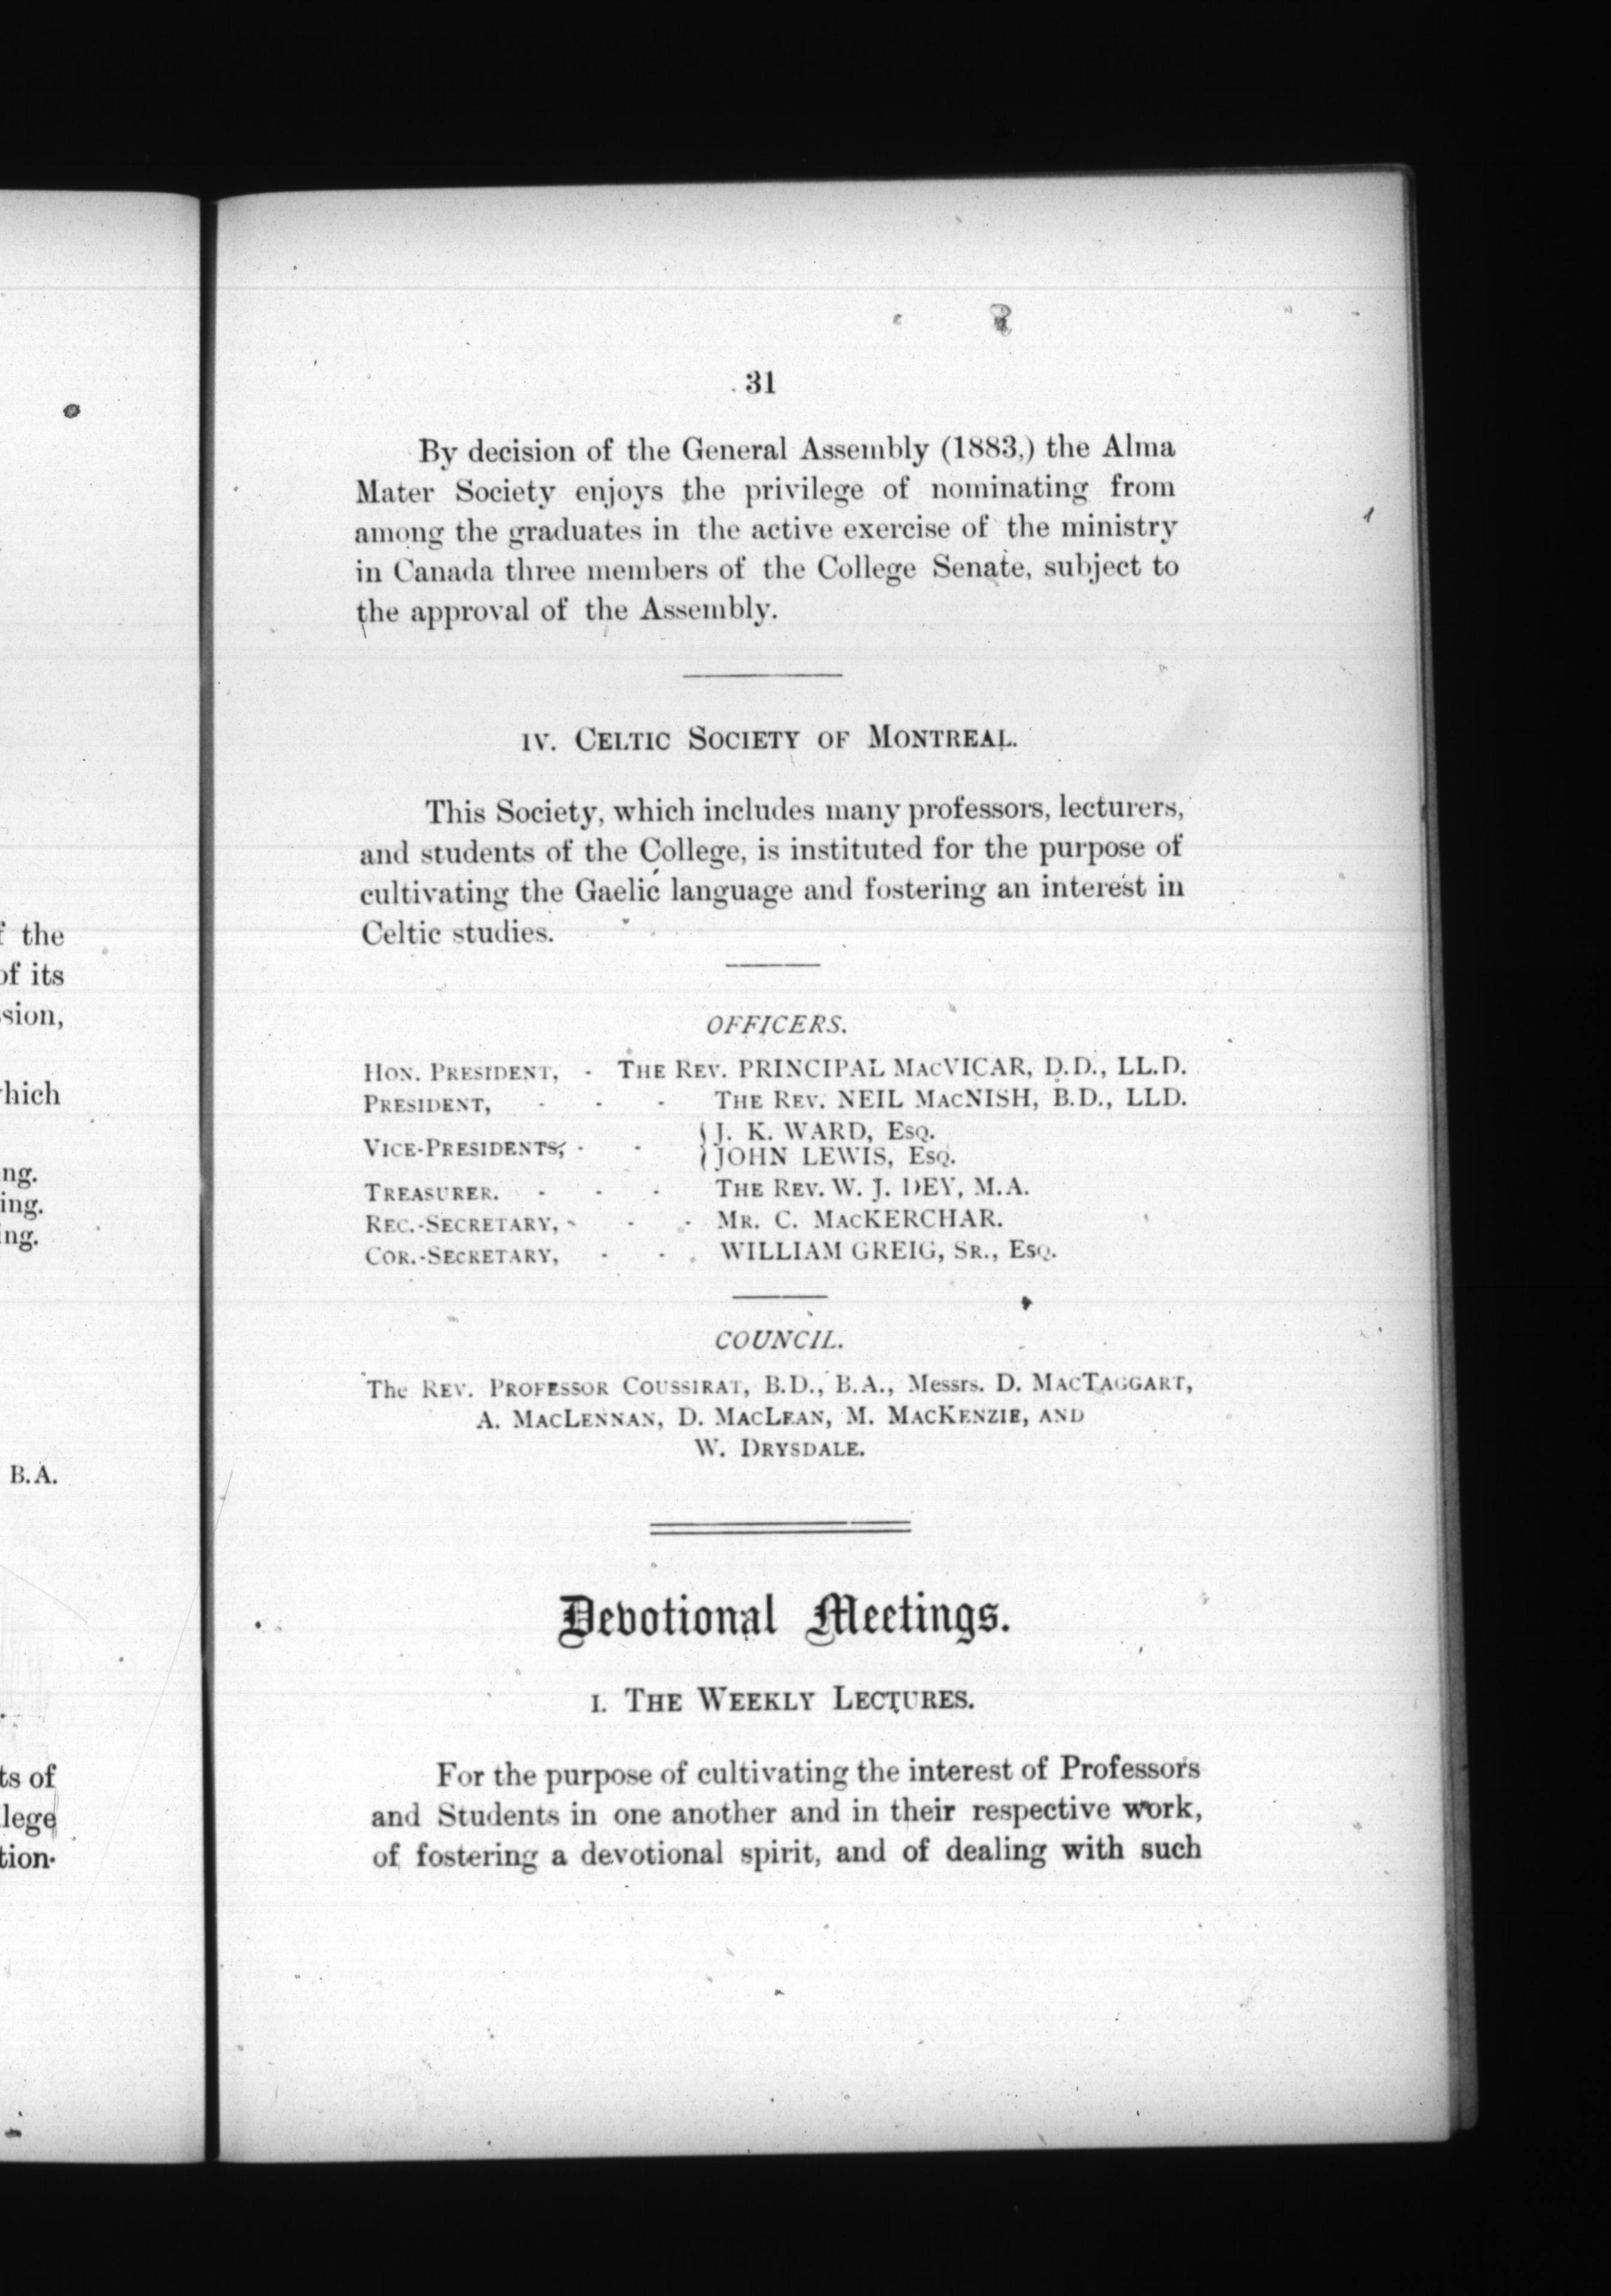 f the
of its
sion,
which
ng.
ing.
ing.
B.A.
ts of
lege
tion-
31
By decision of the General Assembly (1883,) the Alma
Mater Society enjoys the privilege of nominating from
among the graduates in the active exercise of the ministry
in Canada three members of the College Senate, subject to
the approval of the Assembly.
IV. CELTIC SOCIETY OF MONTREAL.
This Society, which includes many professors, lecturers,
and students of the College, is instituted for the purpose of
cultivating the Gaelic language and fostering an interest in
Celtic studies.
OFFICERS.
HON. PRESIDENT, - THE REV. PRINCIPAL MACVICAR, D.D., LL.D.
PRESIDENT, - - - THE REV. NEIL MACNISH, B.D., LLD.
VICE-PRESIDENTS, - - { J. K. WARD, ESQ.
JOHN LEWIS, ESQ.
TREASURER. - - - THE REV. W. J. DEY, M.A.
REC.-SECRETARY, - - - MR. C. MACKERCHAR.
COR.-SECRETARY, - - . WILLIAM GREIG, SR., ESQ.
COUNCIL.
The REV. PROFESSOR COUSSIRAT, B.D., B.A., Messrs. D. MACTAGGART,
A. MACLENNAN, D. MACLEAN, M. MACKENZIE, AND
W. DRYSDALE.
Devotional Meetings.
I. THE WEEKLY LECTURES.
For the purpose of cultivating the interest of Professors
and Students in one another and in their respective work,
of fostering a devotional spirit, and of dealing with such